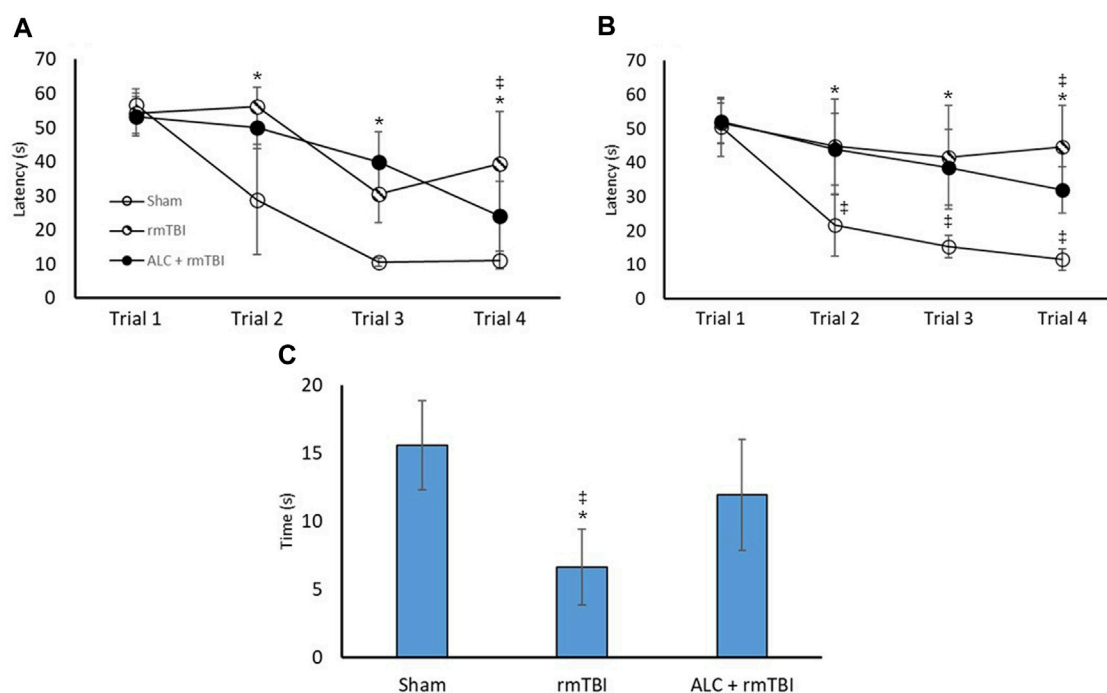 A
70
60
50
40
30
20
10
0
Latency (s)
*
*
‡
*
Sham
rmTBI
ALC + rmTBI
Trial 1 Trial 2 Trial 3 Trial 4
B
70
60
50
40
30
20
10
0
Latency (s)
*
*
‡
*
‡
‡
‡
Trial 1 Trial 2 Trial 3 Trial 4
C
20
15
10
5
0
Time (s)
‡
*
Sham rmTBI ALC + rmTBI